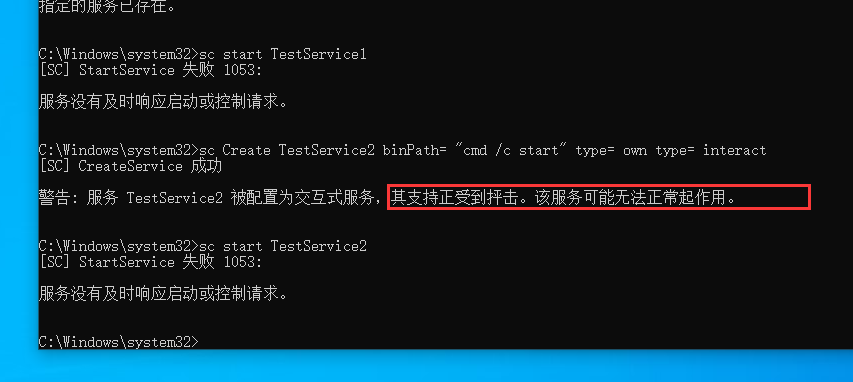 指定的服务已存在。
C:\Windows\system32>sc start TestService1
[SC] StartService 失败 1053:
服务没有及时响应启动或控制请求。
C:\Windows\system32>sc Create TestService2 binPath= "cmd /c start" type= own type= interact
[SC] CreateService 成功
警告: 服务 TestService2 被配置为交互式服务，其支持正受到抨击。该服务可能无法正常起作用。
C:\Windows\system32>sc start TestService2
[SC] StartService 失败 1053:
服务没有及时响应启动或控制请求。
C:\Windows\system32>